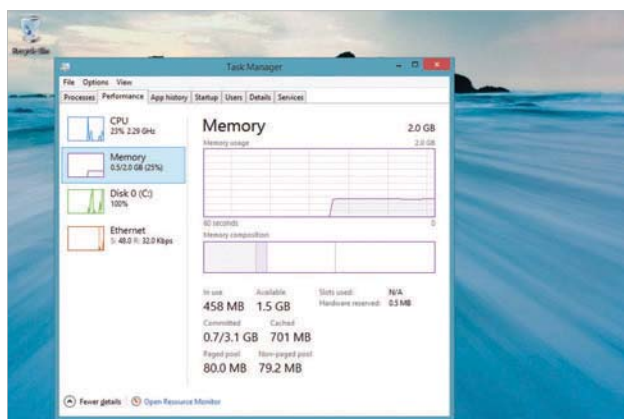 Recycle Bin
Task Manager
File Options View
Processes Performance App history Startup Users Details Services
CPU
23% 2.29 GHz
Memory
0.5/2.0 GB (25%)
Disk 0 (C:)
100%
Ethernet
S: 48.0 R: 32.0 Kbps
Memory 2.0 GB
Memory usage 2.0 GB
60 seconds 0
Memory composition
In use Available Slots used: N/A
458 MB 1.5 GB Hardware reserved: 0.5 MB
Committed Cached
0.7/3.1 GB 701 MB
Paged pool Non-paged pool
80.0 MB 79.2 MB
Fewer details Open Resource Monitor